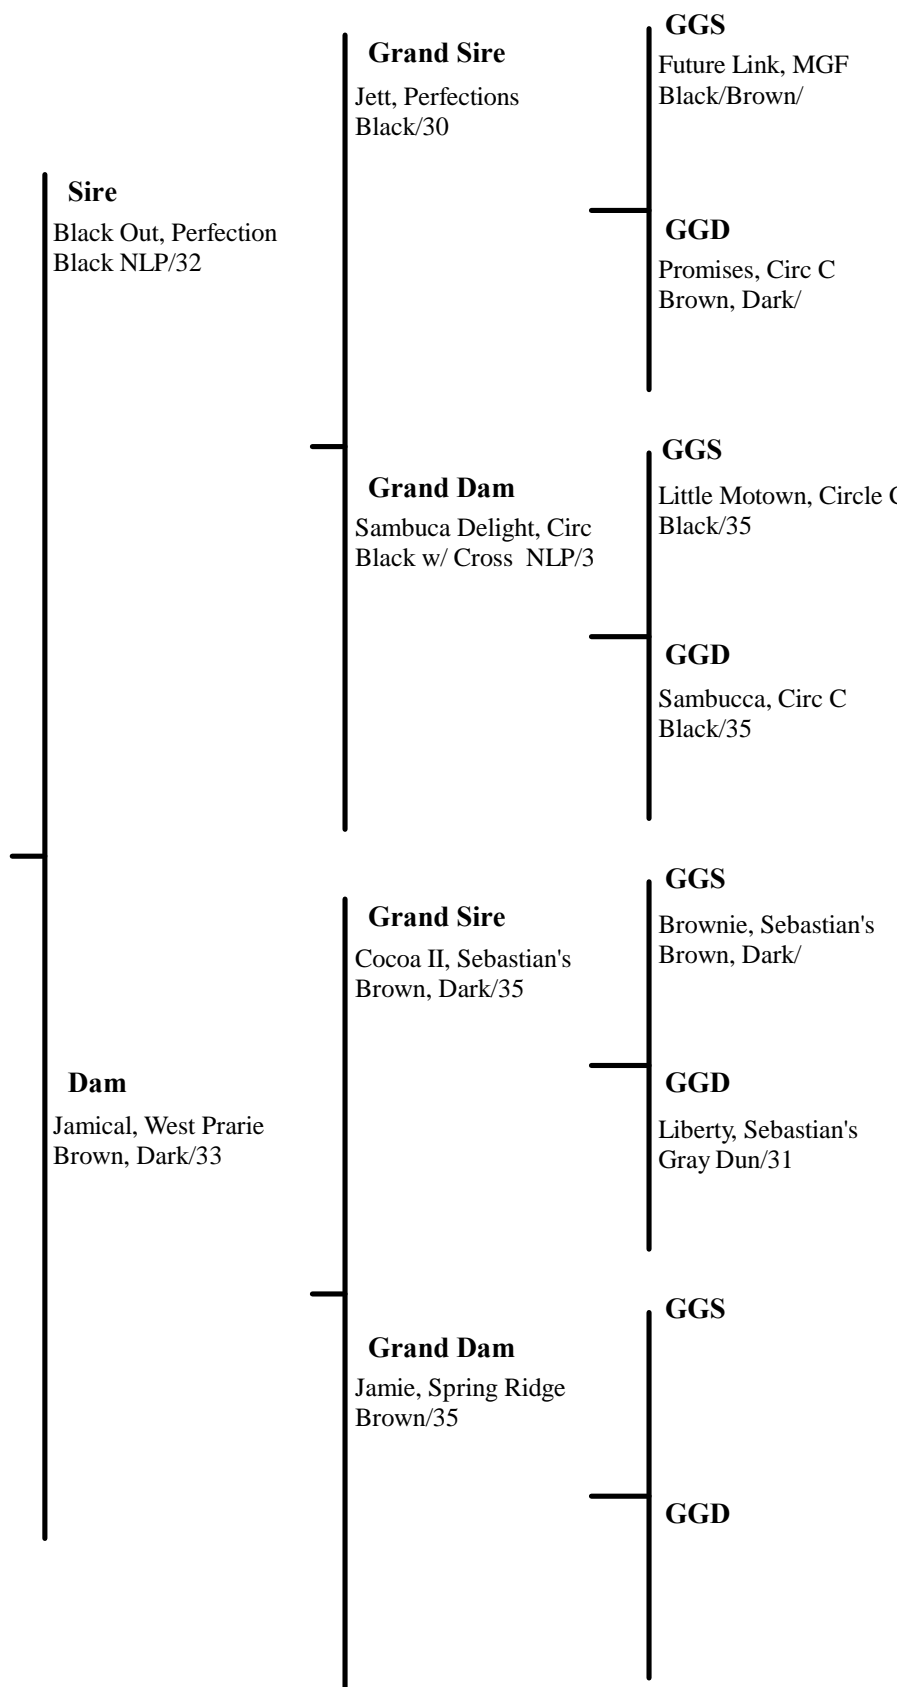 Sire
Black Out, Perfection
Black NLP/32
Dam
Jamical, West Prarie
Brown, Dark/33
Grand Sire
Jett, Perfections
Black/30
Grand Dam
Sambuca Delight, Circ
Black w/ Cross  NLP/3
Grand Sire
Cocoa II, Sebastian's
Brown, Dark/35
Grand Dam
Jamie, Spring Ridge
Brown/35
GGS
Future Link, MGF
Black/Brown/
GGD
Promises, Circ C
Brown, Dark/
GGS
Little Motown, Circle C
Black/35
GGD
Sambucca, Circ C
Black/35
GGS
Brownie, Sebastian's
Brown, Dark/
GGD
Liberty, Sebastian's
Gray Dun/31
GGS
GGD